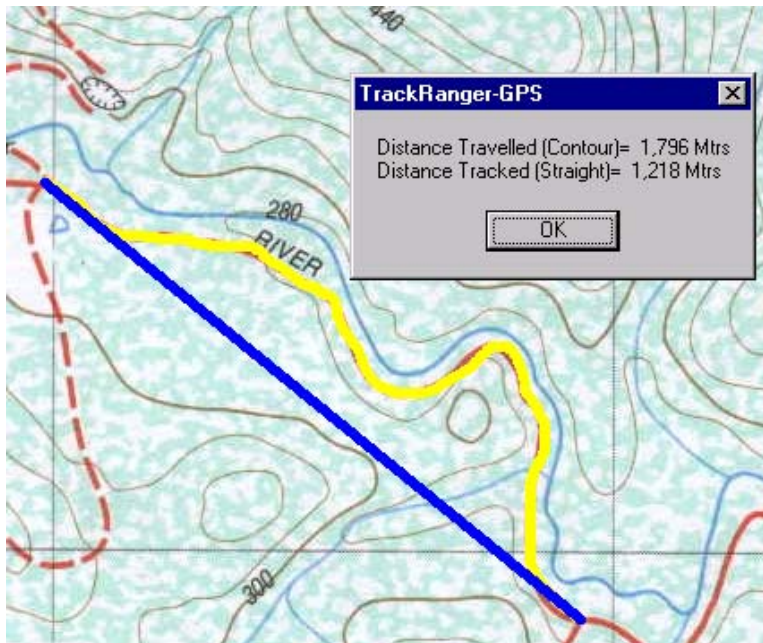 440
TrackRanger-GPS
Distance Travelled (Contour)= 1,796 Mtrs
Distance Tracked (Straight)= 1,218 Mtrs
OK
280
RIVER
300